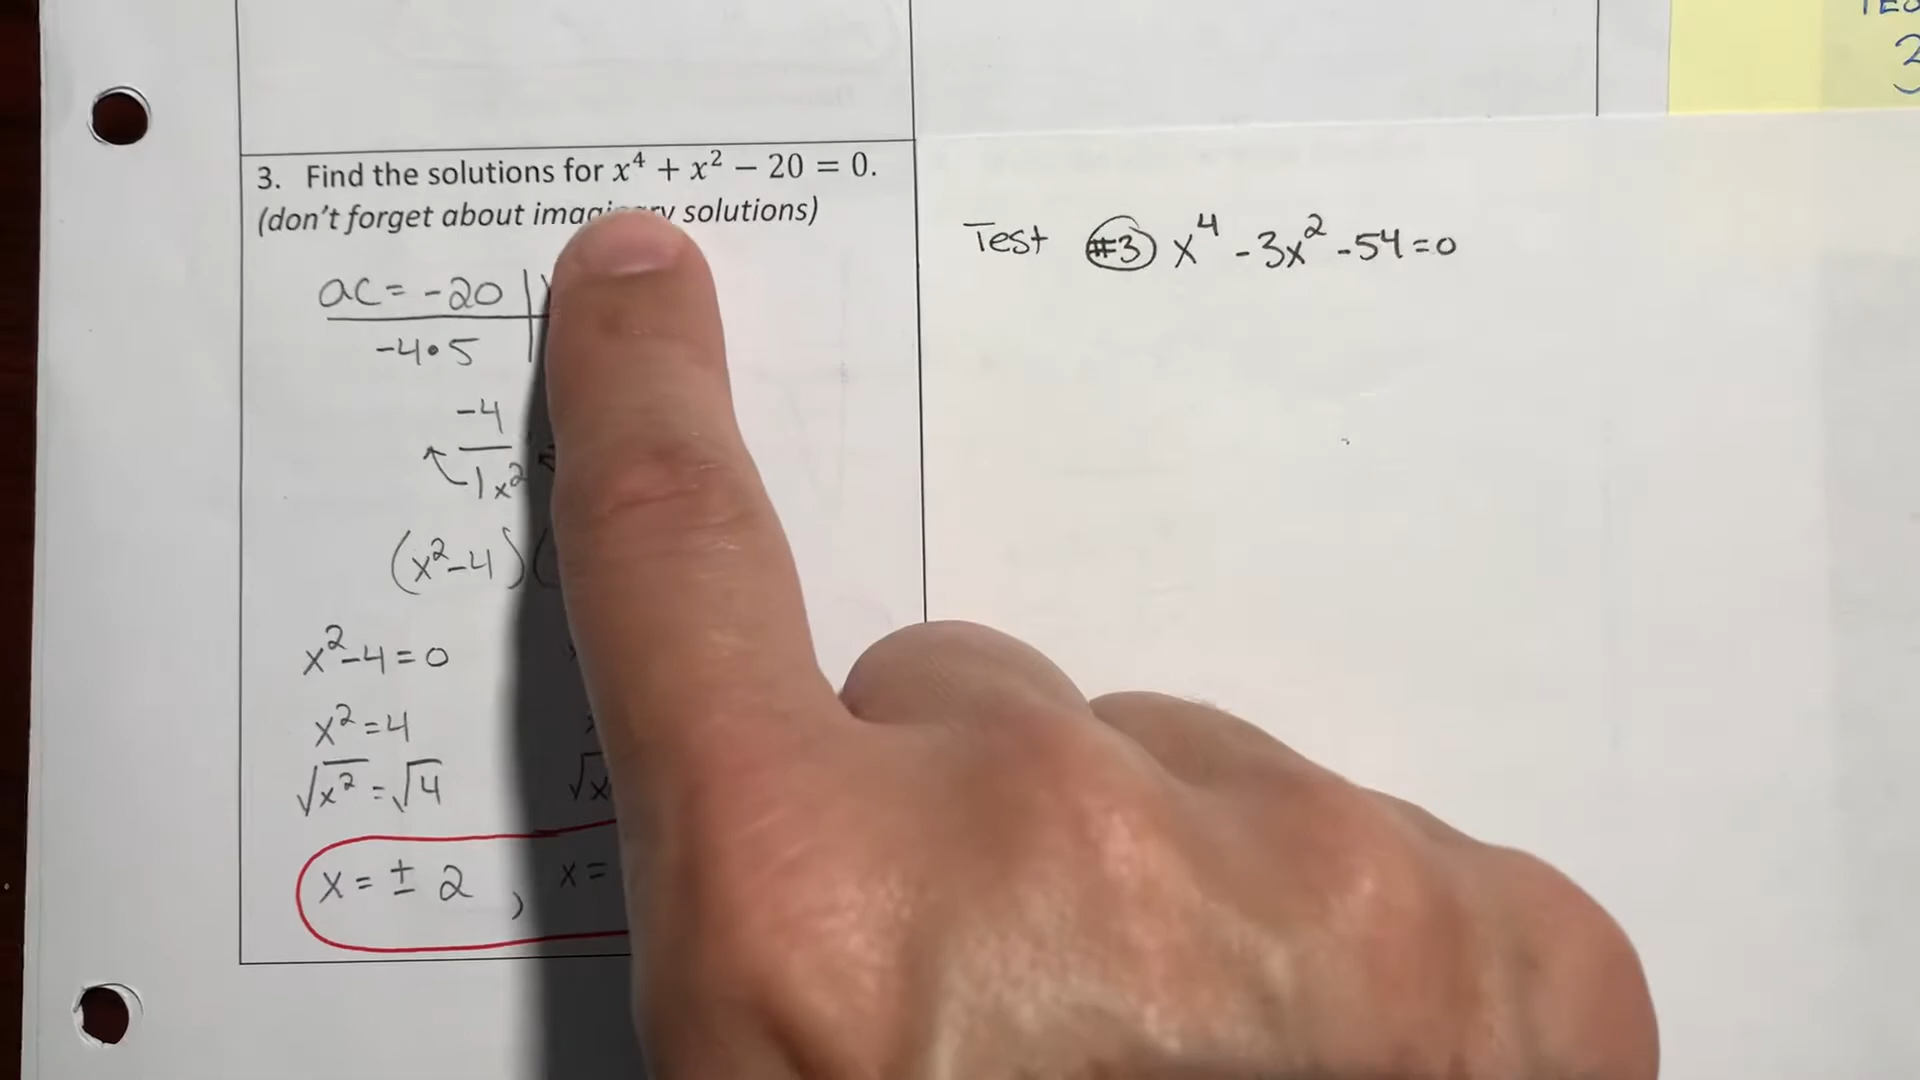 3. Find the solutions for x⁴ + x² − 20 = 0.
(don't forget about imaginary solutions)
ac = -20
-4•5
-4
1x²
(x²-4)(
x²-4=0
x²=4
√x² = √4
√x
x = ± 2 , x =
Test #3 x⁴ -3x² -54=0